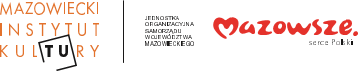 MAZOWIECKI
INSTYTUT
KULTURY
JEDNOSTKA
ORGANIZACYJNA
SAMORZĄDU
WOJEWÓDZTWA
MAZOWIECKIEGO
Mazowsze.
serce Polski